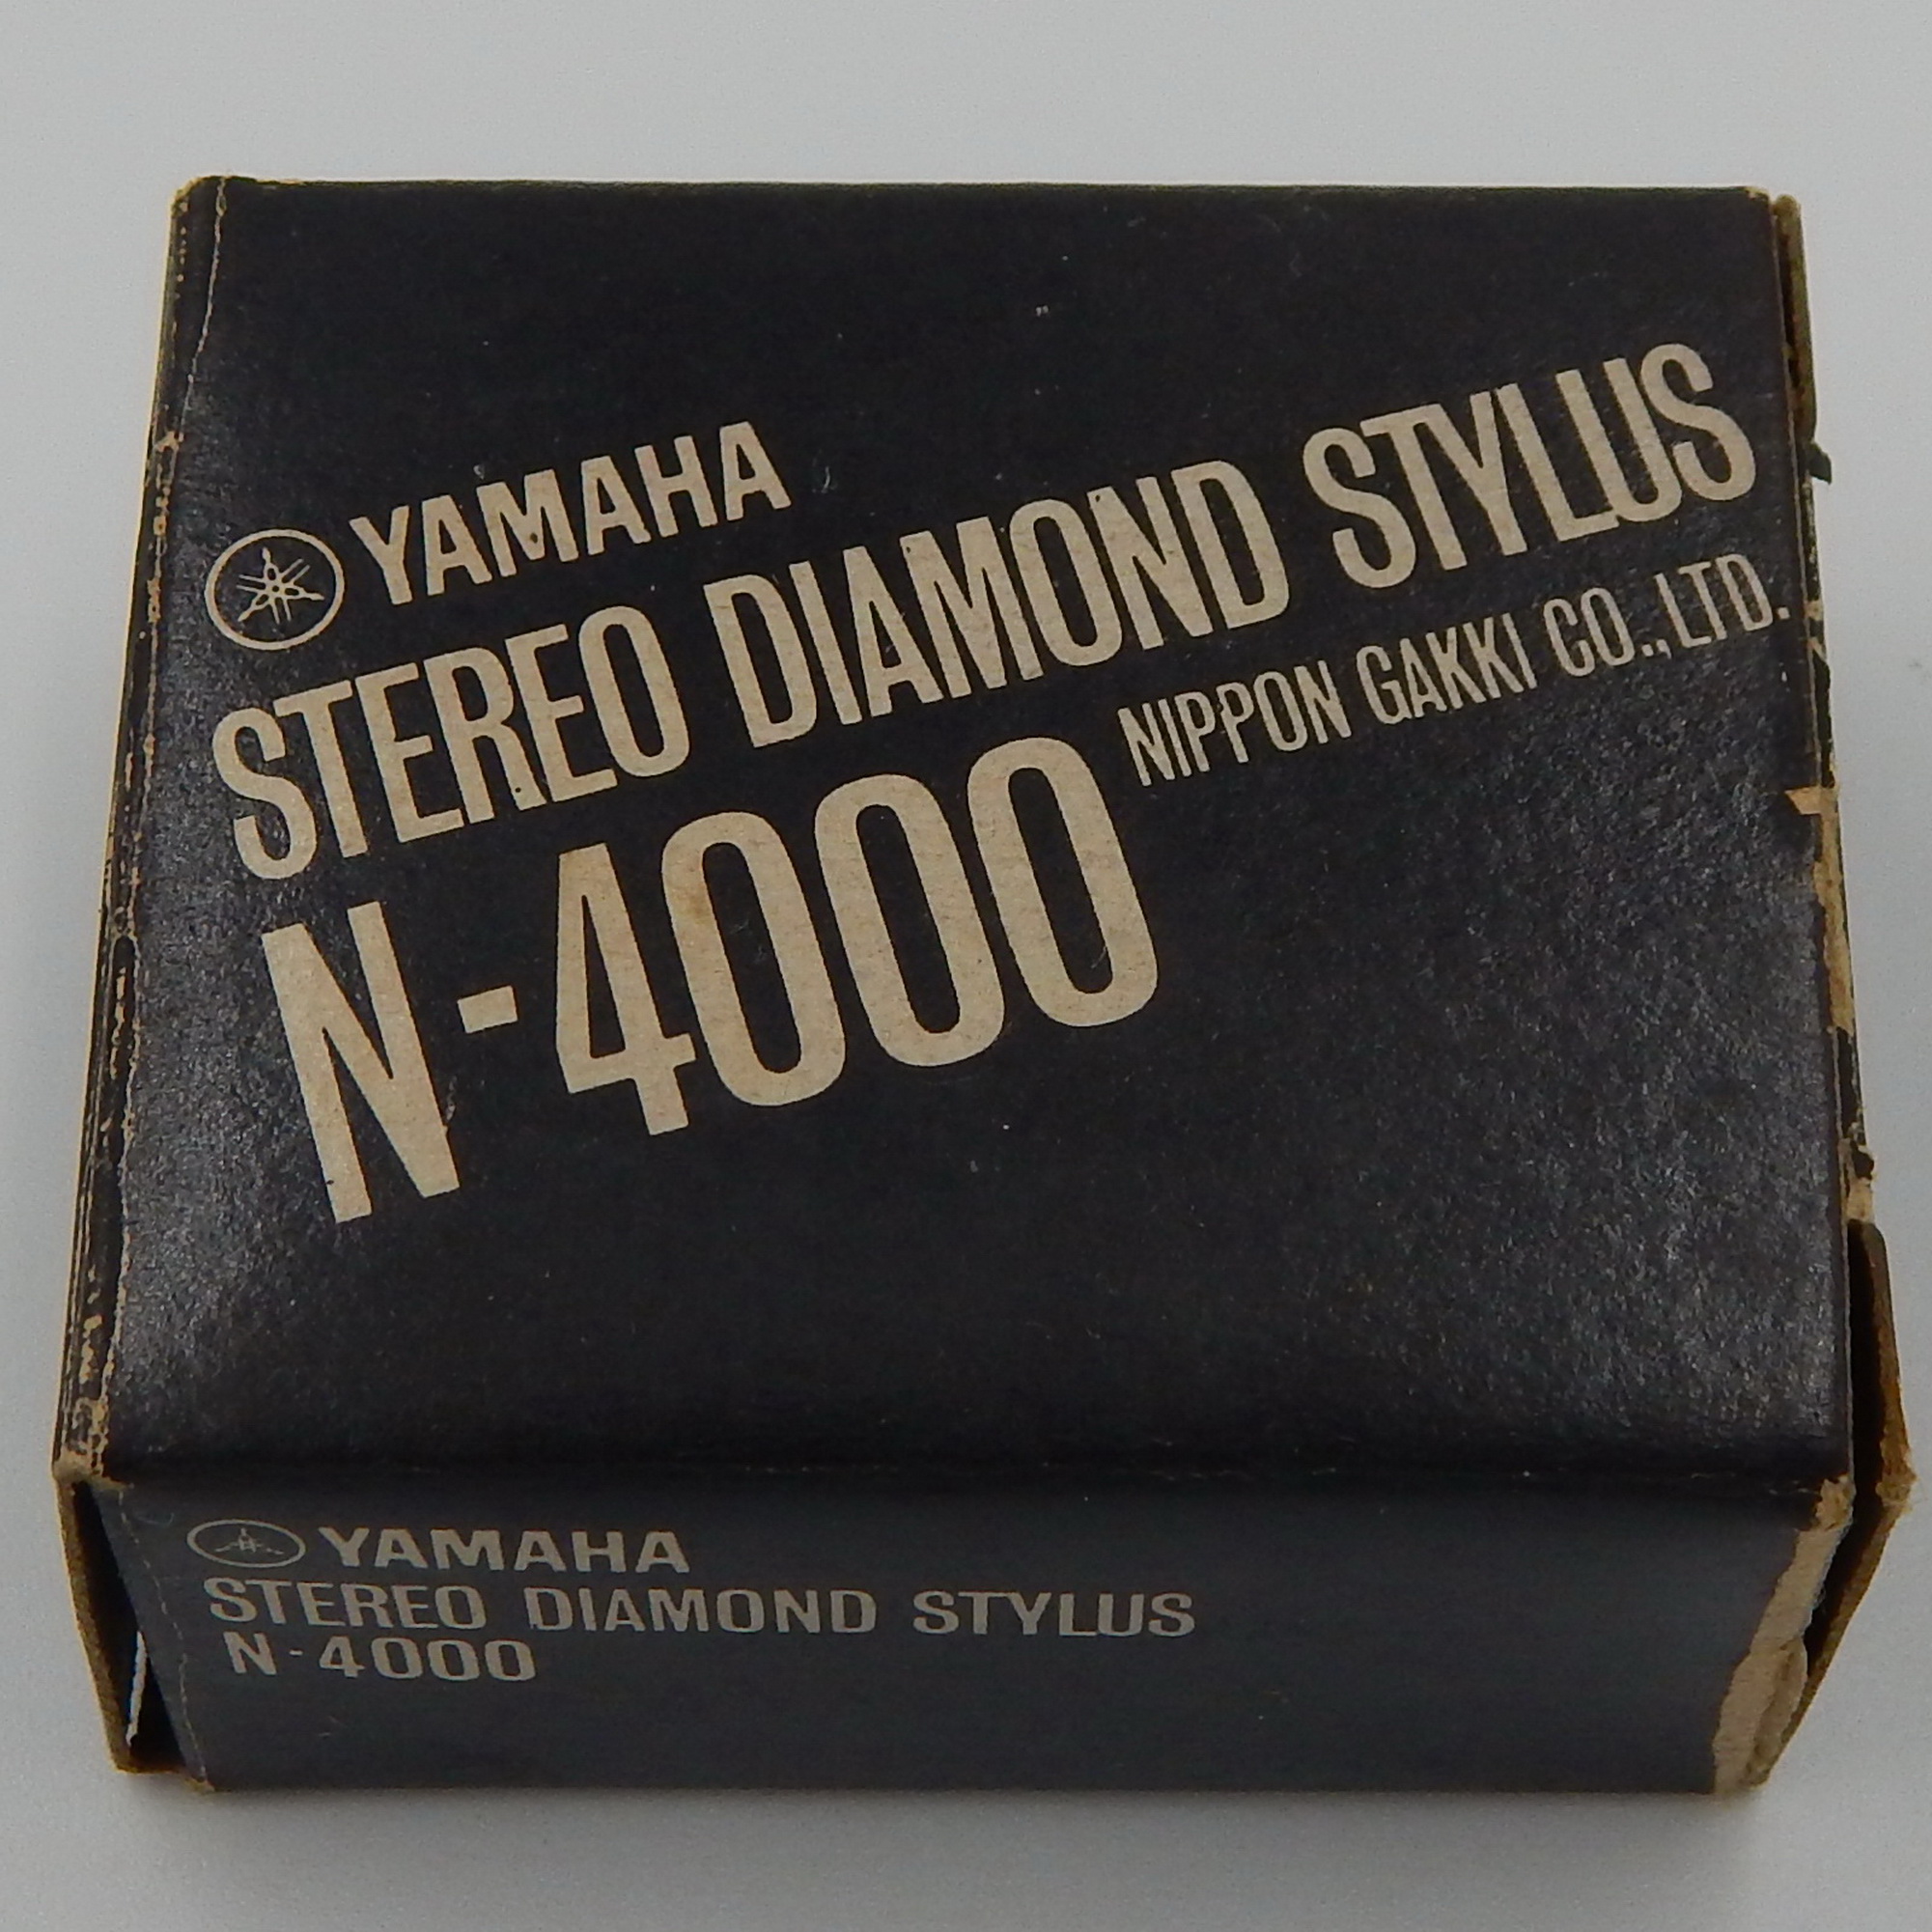 YAMAHA
STEREO DIAMOND STYLUS
N-4000
NIPPON GAKKI CO.,LTD.
YAMAHA
STEREO DIAMOND STYLUS
N-4000